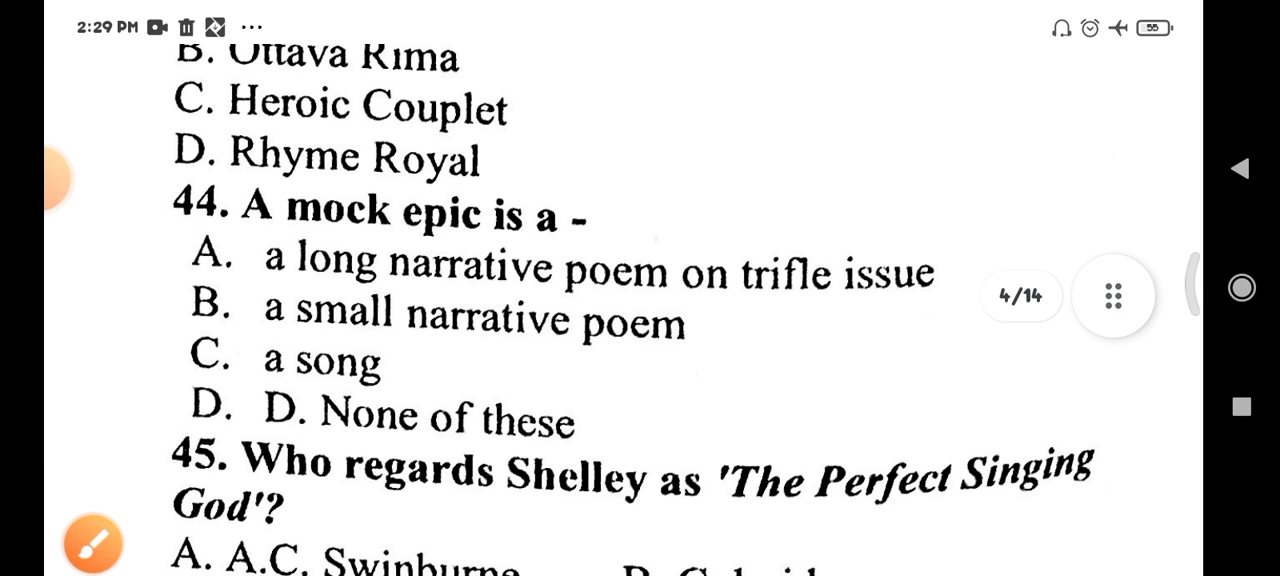 2:29 PM ...
55
B. Ottava Rima
C. Heroic Couplet
D. Rhyme Royal
44. A mock epic is a -
A. a long narrative poem on trifle issue
4/14
B. a small narrative poem
C. a song
D. D. None of these
45. Who regards Shelley as 'The Perfect Singing
God'?
A. A.C. Swinburne